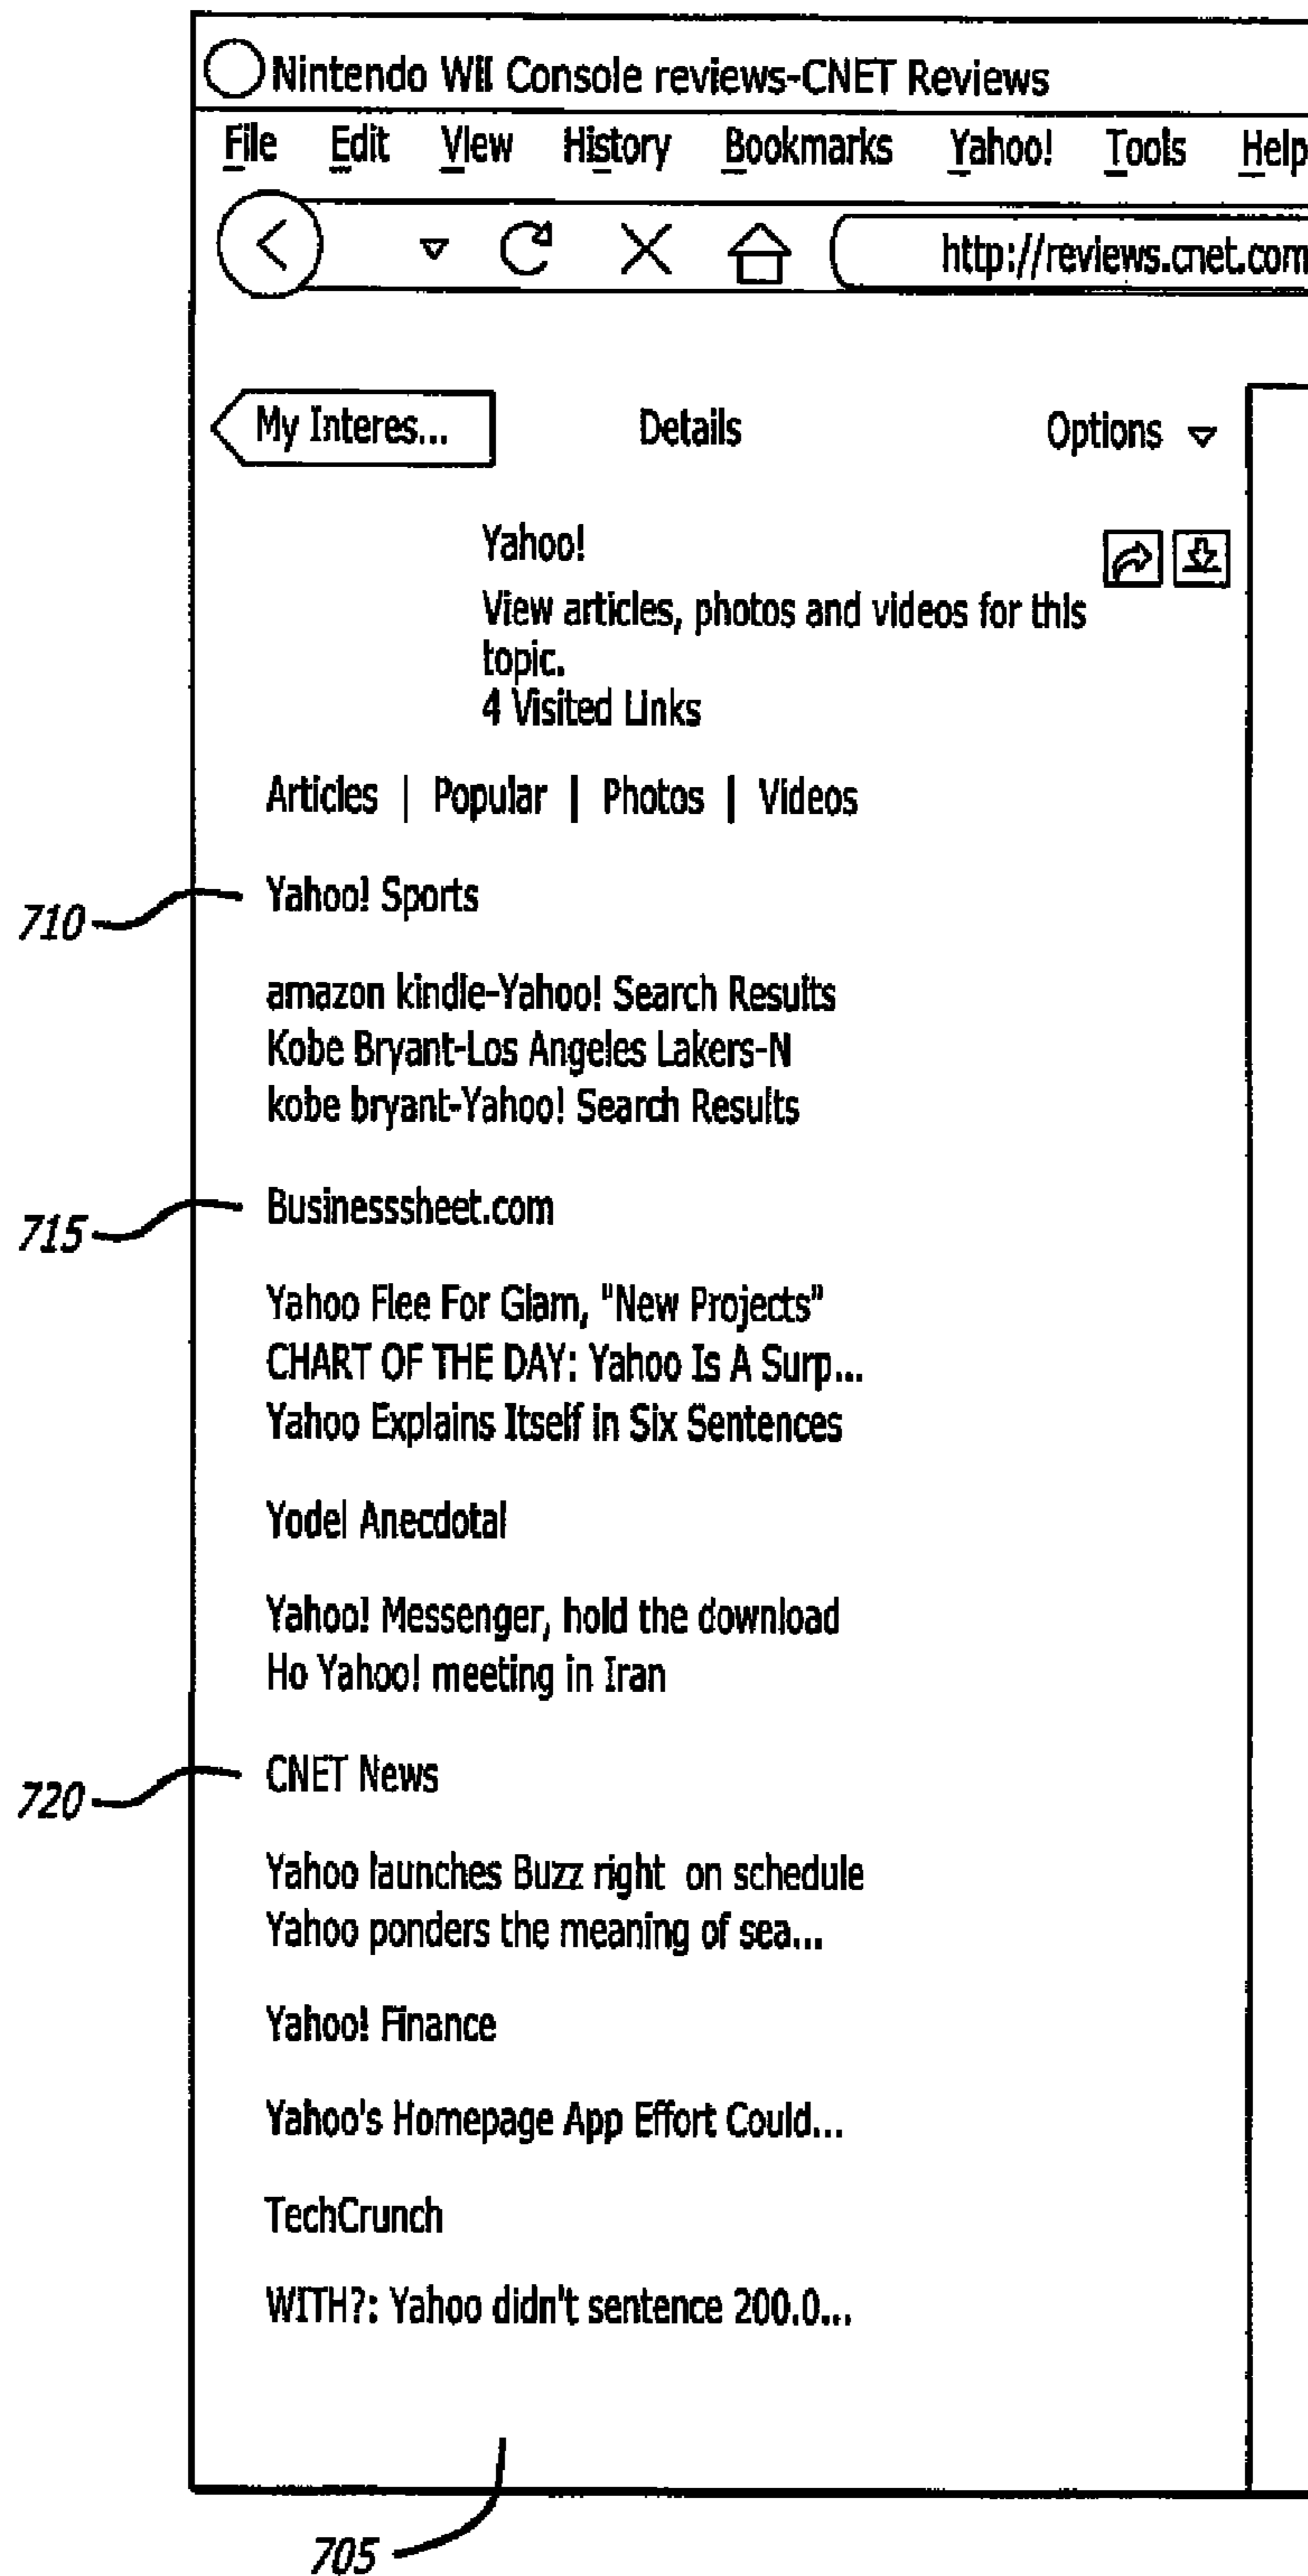 Nintendo WII Console reviews-CNET Reviews
File Edit View History Bookmarks Yahoo! Tools Help
http://reviews.cnet.com
My Interes... Details Options
Yahoo!
View articles, photos and videos for this
topic.
4 Visited Links
Articles | Popular | Photos | Videos
710 Yahoo! Sports
amazon kindle-Yahoo! Search Results
Kobe Bryant-Los Angeles Lakers-N
kobe bryant-Yahoo! Search Results
715 Businesssheet.com
Yahoo Flee For Glam, "New Projects"
CHART OF THE DAY: Yahoo Is A Surp...
Yahoo Explains Itself in Six Sentences
Yodel Anecdotal
Yahoo! Messenger, hold the download
Ho Yahoo! meeting in Iran
720 CNET News
Yahoo launches Buzz right on schedule
Yahoo ponders the meaning of sea...
Yahoo! Finance
Yahoo's Homepage App Effort Could...
TechCrunch
WITH?: Yahoo didn't sentence 200.0...
705